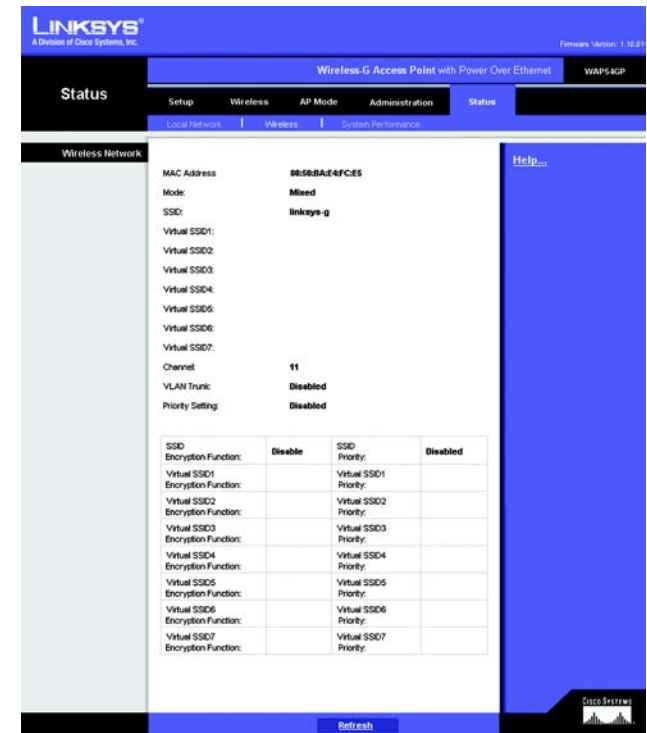 LINKSYS®
A Division of Cisco Systems, Inc.
Firmware Version: 1.10.01
Wireless-G Access Point with Power Over Ethernet
WAP54GP
Status
Setup
Wireless
AP Mode
Administration
Status
Local Network
Wireless
System Performance
Wireless Network
Help...
MAC Address
Mode: Mixed
SSID: linksys-g
Virtual SSID1:
Virtual SSID2:
Virtual SSID3:
Virtual SSID4:
Virtual SSID5:
Virtual SSID6:
Virtual SSID7:
Channel: 11
VLAN Trunk: Disabled
Priority Setting: Disabled
SSID
Encryption Function:
Disable
SSID
Priority:
Disabled
Virtual SSID1
Encryption Function:
Virtual SSID1
Priority:
Virtual SSID2
Encryption Function:
Virtual SSID2
Priority:
Virtual SSID3
Encryption Function:
Virtual SSID3
Priority:
Virtual SSID4
Encryption Function:
Virtual SSID4
Priority:
Virtual SSID5
Encryption Function:
Virtual SSID5
Priority:
Virtual SSID6
Encryption Function:
Virtual SSID6
Priority:
Virtual SSID7
Encryption Function:
Virtual SSID7
Priority:
CISCO SYSTEMS
Refresh